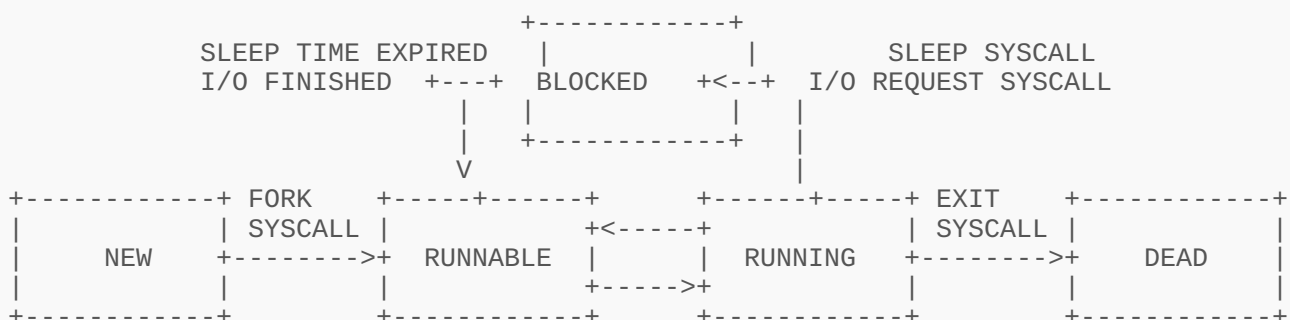 SLEEP TIME EXPIRED SLEEP SYSCALL
I/O FINISHED BLOCKED I/O REQUEST SYSCALL
V
FORK EXIT
SYSCALL SYSCALL
NEW RUNNABLE RUNNING DEAD